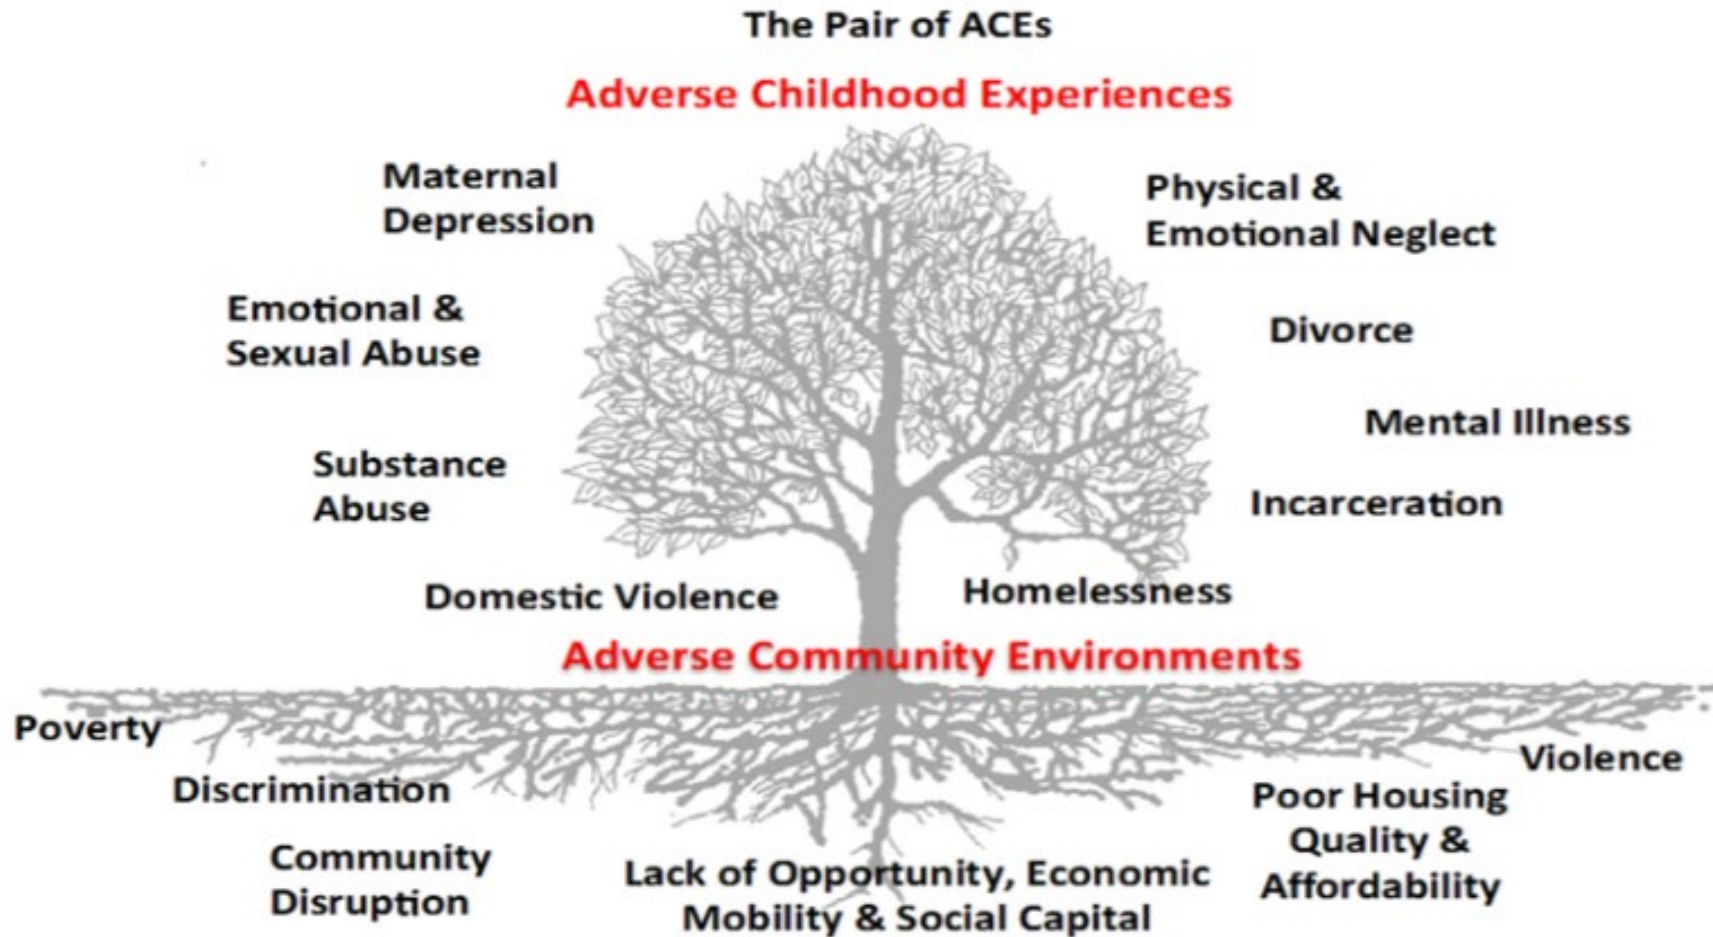 The Pair of ACEs
Adverse Childhood Experiences
Maternal
Depression
Physical &
Emotional Neglect
Emotional &
Sexual Abuse
Divorce
Mental Illness
Substance
Abuse
Incarceration
Domestic Violence
Homelessness
Adverse Community Environments
Poverty
Violence
Discrimination
Poor Housing
Quality &
Affordability
Community
Disruption
Lack of Opportunity, Economic
Mobility & Social Capital